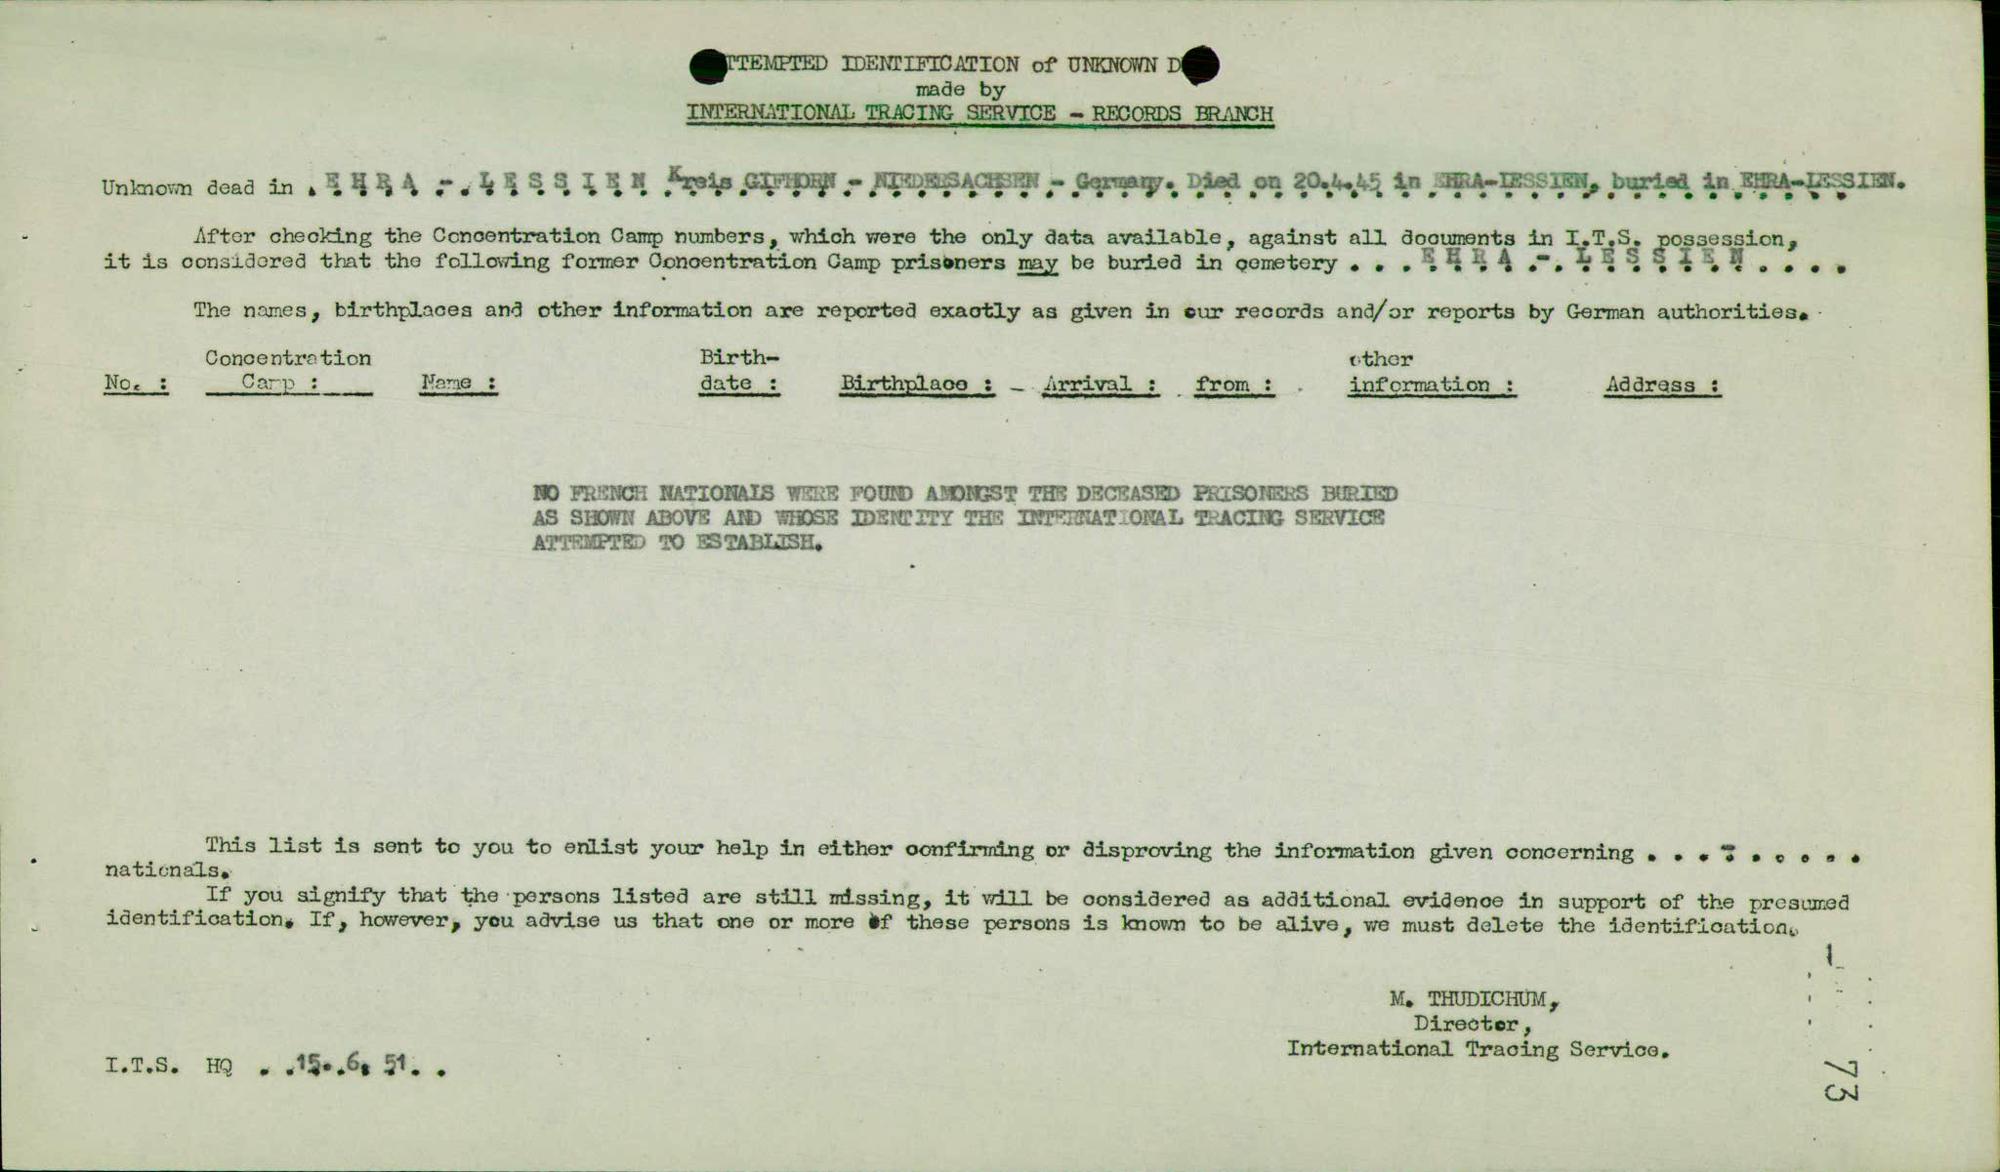 TTEMPTED IDENTIFICATION of UNKNOWN D
made by
INTERNATIONAL TRACING SERVICE - RECORDS BRANCH
Unknown dead in . E H R A - L E S S I E N Kreis GIFHORN - NIEDERSACHSEN - Germany. Died on 20.4.45 in EHRA-LESSIEN, buried in EHRA-LESSIEN.
After checking the Concentration Camp numbers, which were the only data available, against all documents in I.T.S. possession,
it is considered that the following former Concentration Camp prisoners may be buried in cemetery . . . E H R A - L E S S I E N . . . .
The names, birthplaces and other information are reported exactly as given in our records and/or reports by German authorities.
Concentration Birth- other
No. : Camp : Name : date : Birthplace : - Arrival : from : information : Address :
NO FRENCH NATIONALS WERE FOUND AMONGST THE DECEASED PRISONERS BURIED
AS SHOWN ABOVE AND WHOSE IDENTITY THE INTERNATIONAL TRACING SERVICE
ATTEMPTED TO ESTABLISH.
This list is sent to you to enlist your help in either confirming or disproving the information given concerning . . . - . . . . .
nationals.
If you signify that the persons listed are still missing, it will be considered as additional evidence in support of the presumed
identification. If, however, you advise us that one or more of these persons is known to be alive, we must delete the identification.
1
M. THUDICHUM,
Director,
International Tracing Service.
I.T.S. HQ . .15. .6. 51. .
73